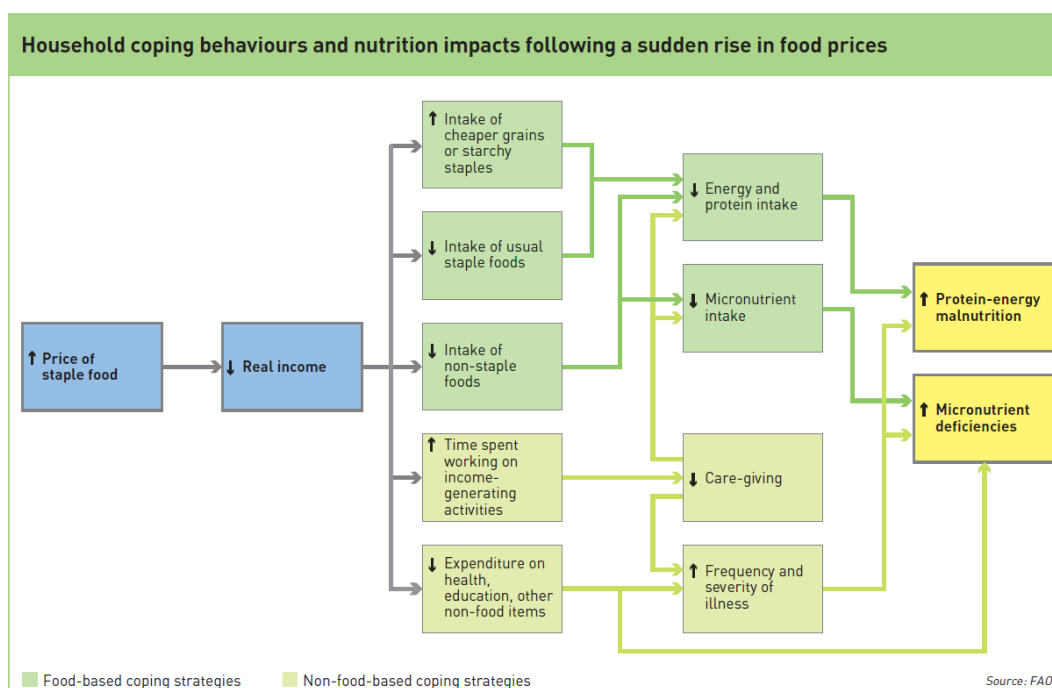 Household coping behaviours and nutrition impacts following a sudden rise in food prices
↑ Intake of
cheaper grains
or starchy
staples
↓ Intake of usual
staple foods
↓ Intake of
non-staple
foods
↑ Time spent
working on
income-
generating
activities
↓ Expenditure on
health,
education, other
non-food items
↑ Price of
staple food
↓ Real income
↓ Energy and
protein intake
↓ Micronutrient
intake
↓ Care-giving
↑ Frequency and
severity of
illness
↑ Protein-energy
malnutrition
↑ Micronutrient
deficiencies
Food-based coping strategies
Non-food-based coping strategies
Source: FAO